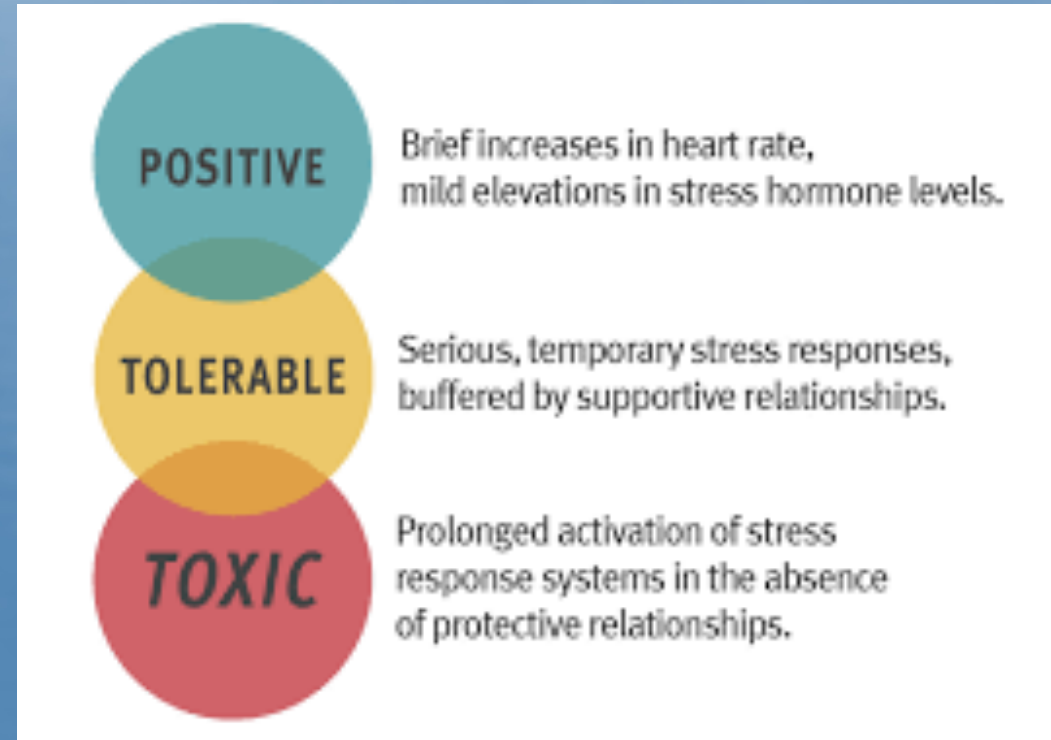 POSITIVE
Brief increases in heart rate,
mild elevations in stress hormone levels.
TOLERABLE
Serious, temporary stress responses,
buffered by supportive relationships.
TOXIC
Prolonged activation of stress
response systems in the absence
of protective relationships.